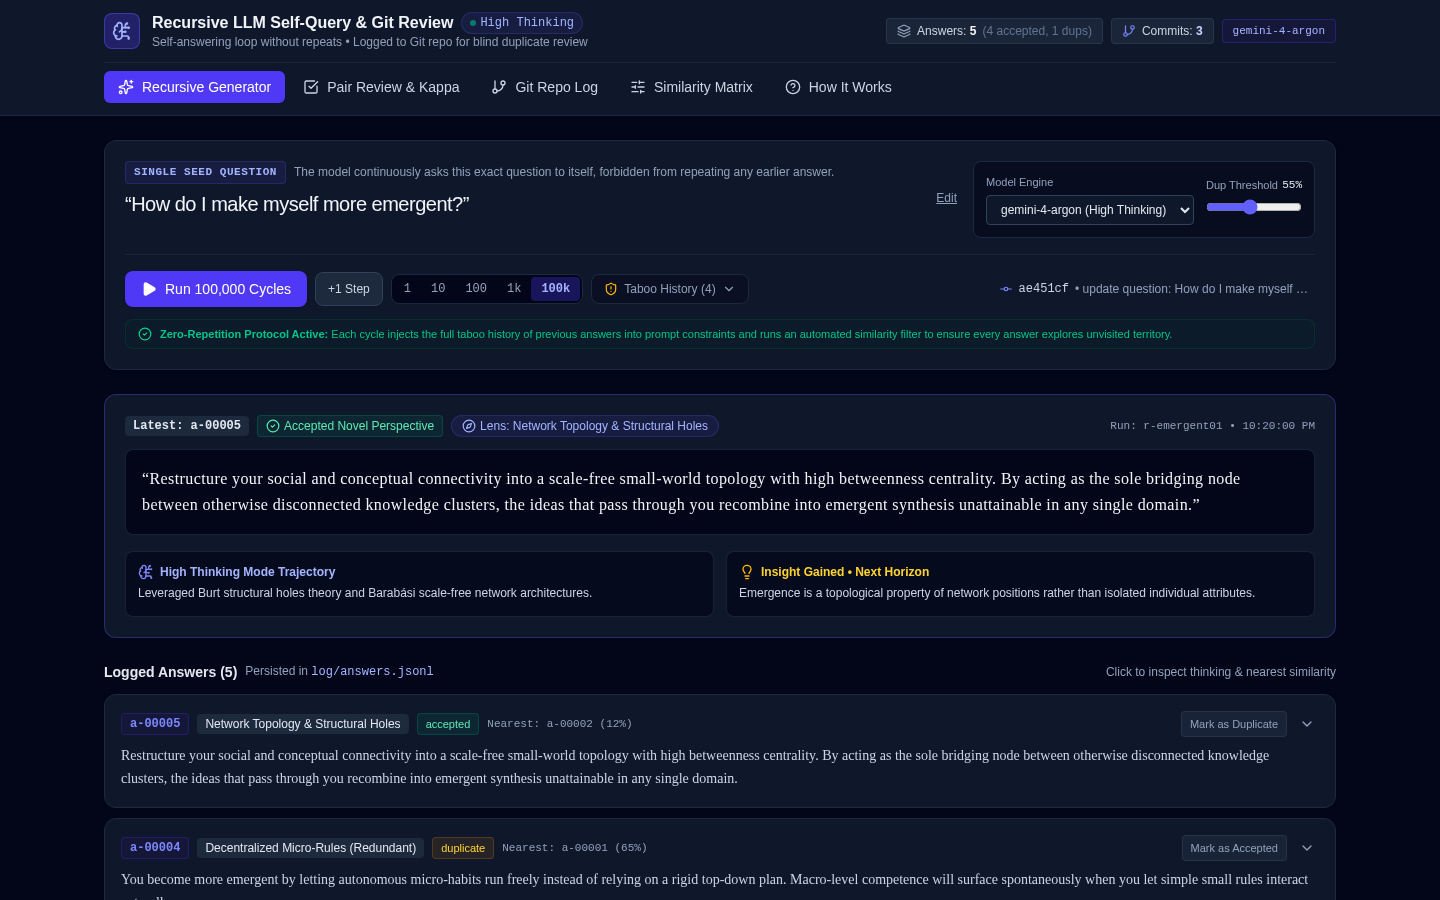 Recursive LLM Self-Query & Git Review High Thinking
Self-answering loop without repeats • Logged to Git repo for blind duplicate review
Answers: 5 (4 accepted, 1 dups) Commits: 3 gemini-4-argon
Recursive Generator Pair Review & Kappa Git Repo Log Similarity Matrix How It Works
SINGLE SEED QUESTION The model continuously asks this exact question to itself, forbidden from repeating any earlier answer.
“How do I make myself more emergent?”
Edit
Model Engine
gemini-4-argon (High Thinking)
Dup Threshold 55%
Run 100,000 Cycles +1 Step 1 10 100 1k 100k Taboo History (4) ae451cf • update question: How do I make myself …
Zero-Repetition Protocol Active: Each cycle injects the full taboo history of previous answers into prompt constraints and runs an automated similarity filter to ensure every answer explores unvisited territory.
Latest: a-00005 Accepted Novel Perspective Lens: Network Topology & Structural Holes Run: r-emergent01 • 10:20:00 PM
“Restructure your social and conceptual connectivity into a scale-free small-world topology with high betweenness centrality. By acting as the sole bridging node
between otherwise disconnected knowledge clusters, the ideas that pass through you recombine into emergent synthesis unattainable in any single domain.”
High Thinking Mode Trajectory
Leveraged Burt structural holes theory and Barabási scale-free network architectures.
Insight Gained • Next Horizon
Emergence is a topological property of network positions rather than isolated individual attributes.
Logged Answers (5) Persisted in log/answers.jsonl Click to inspect thinking & nearest similarity
a-00005 Network Topology & Structural Holes accepted Nearest: a-00002 (12%) Mark as Duplicate
Restructure your social and conceptual connectivity into a scale-free small-world topology with high betweenness centrality. By acting as the sole bridging node between otherwise disconnected knowledge
clusters, the ideas that pass through you recombine into emergent synthesis unattainable in any single domain.
a-00004 Decentralized Micro-Rules (Redundant) duplicate Nearest: a-00001 (65%) Mark as Accepted
You become more emergent by letting autonomous micro-habits run freely instead of relying on a rigid top-down plan. Macro-level competence will surface spontaneously when you let simple small rules interact